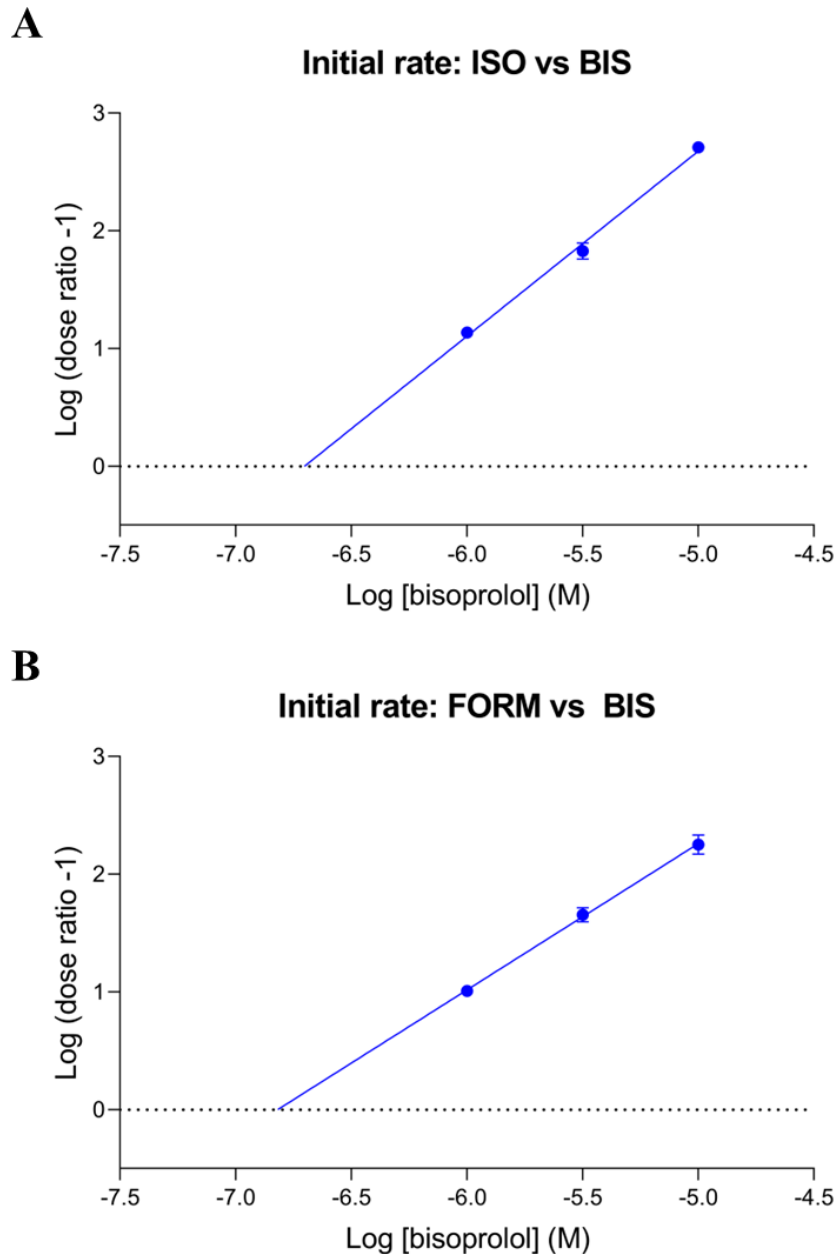 A
Initial rate: ISO vs BIS
3
2
1
0
Log (dose ratio -1)
-7.5 -7.0 -6.5 -6.0 -5.5 -5.0 -4.5
Log [bisoprolol] (M)
B
Initial rate: FORM vs BIS
3
2
1
0
Log (dose ratio -1)
-7.5 -7.0 -6.5 -6.0 -5.5 -5.0 -4.5
Log [bisoprolol] (M)